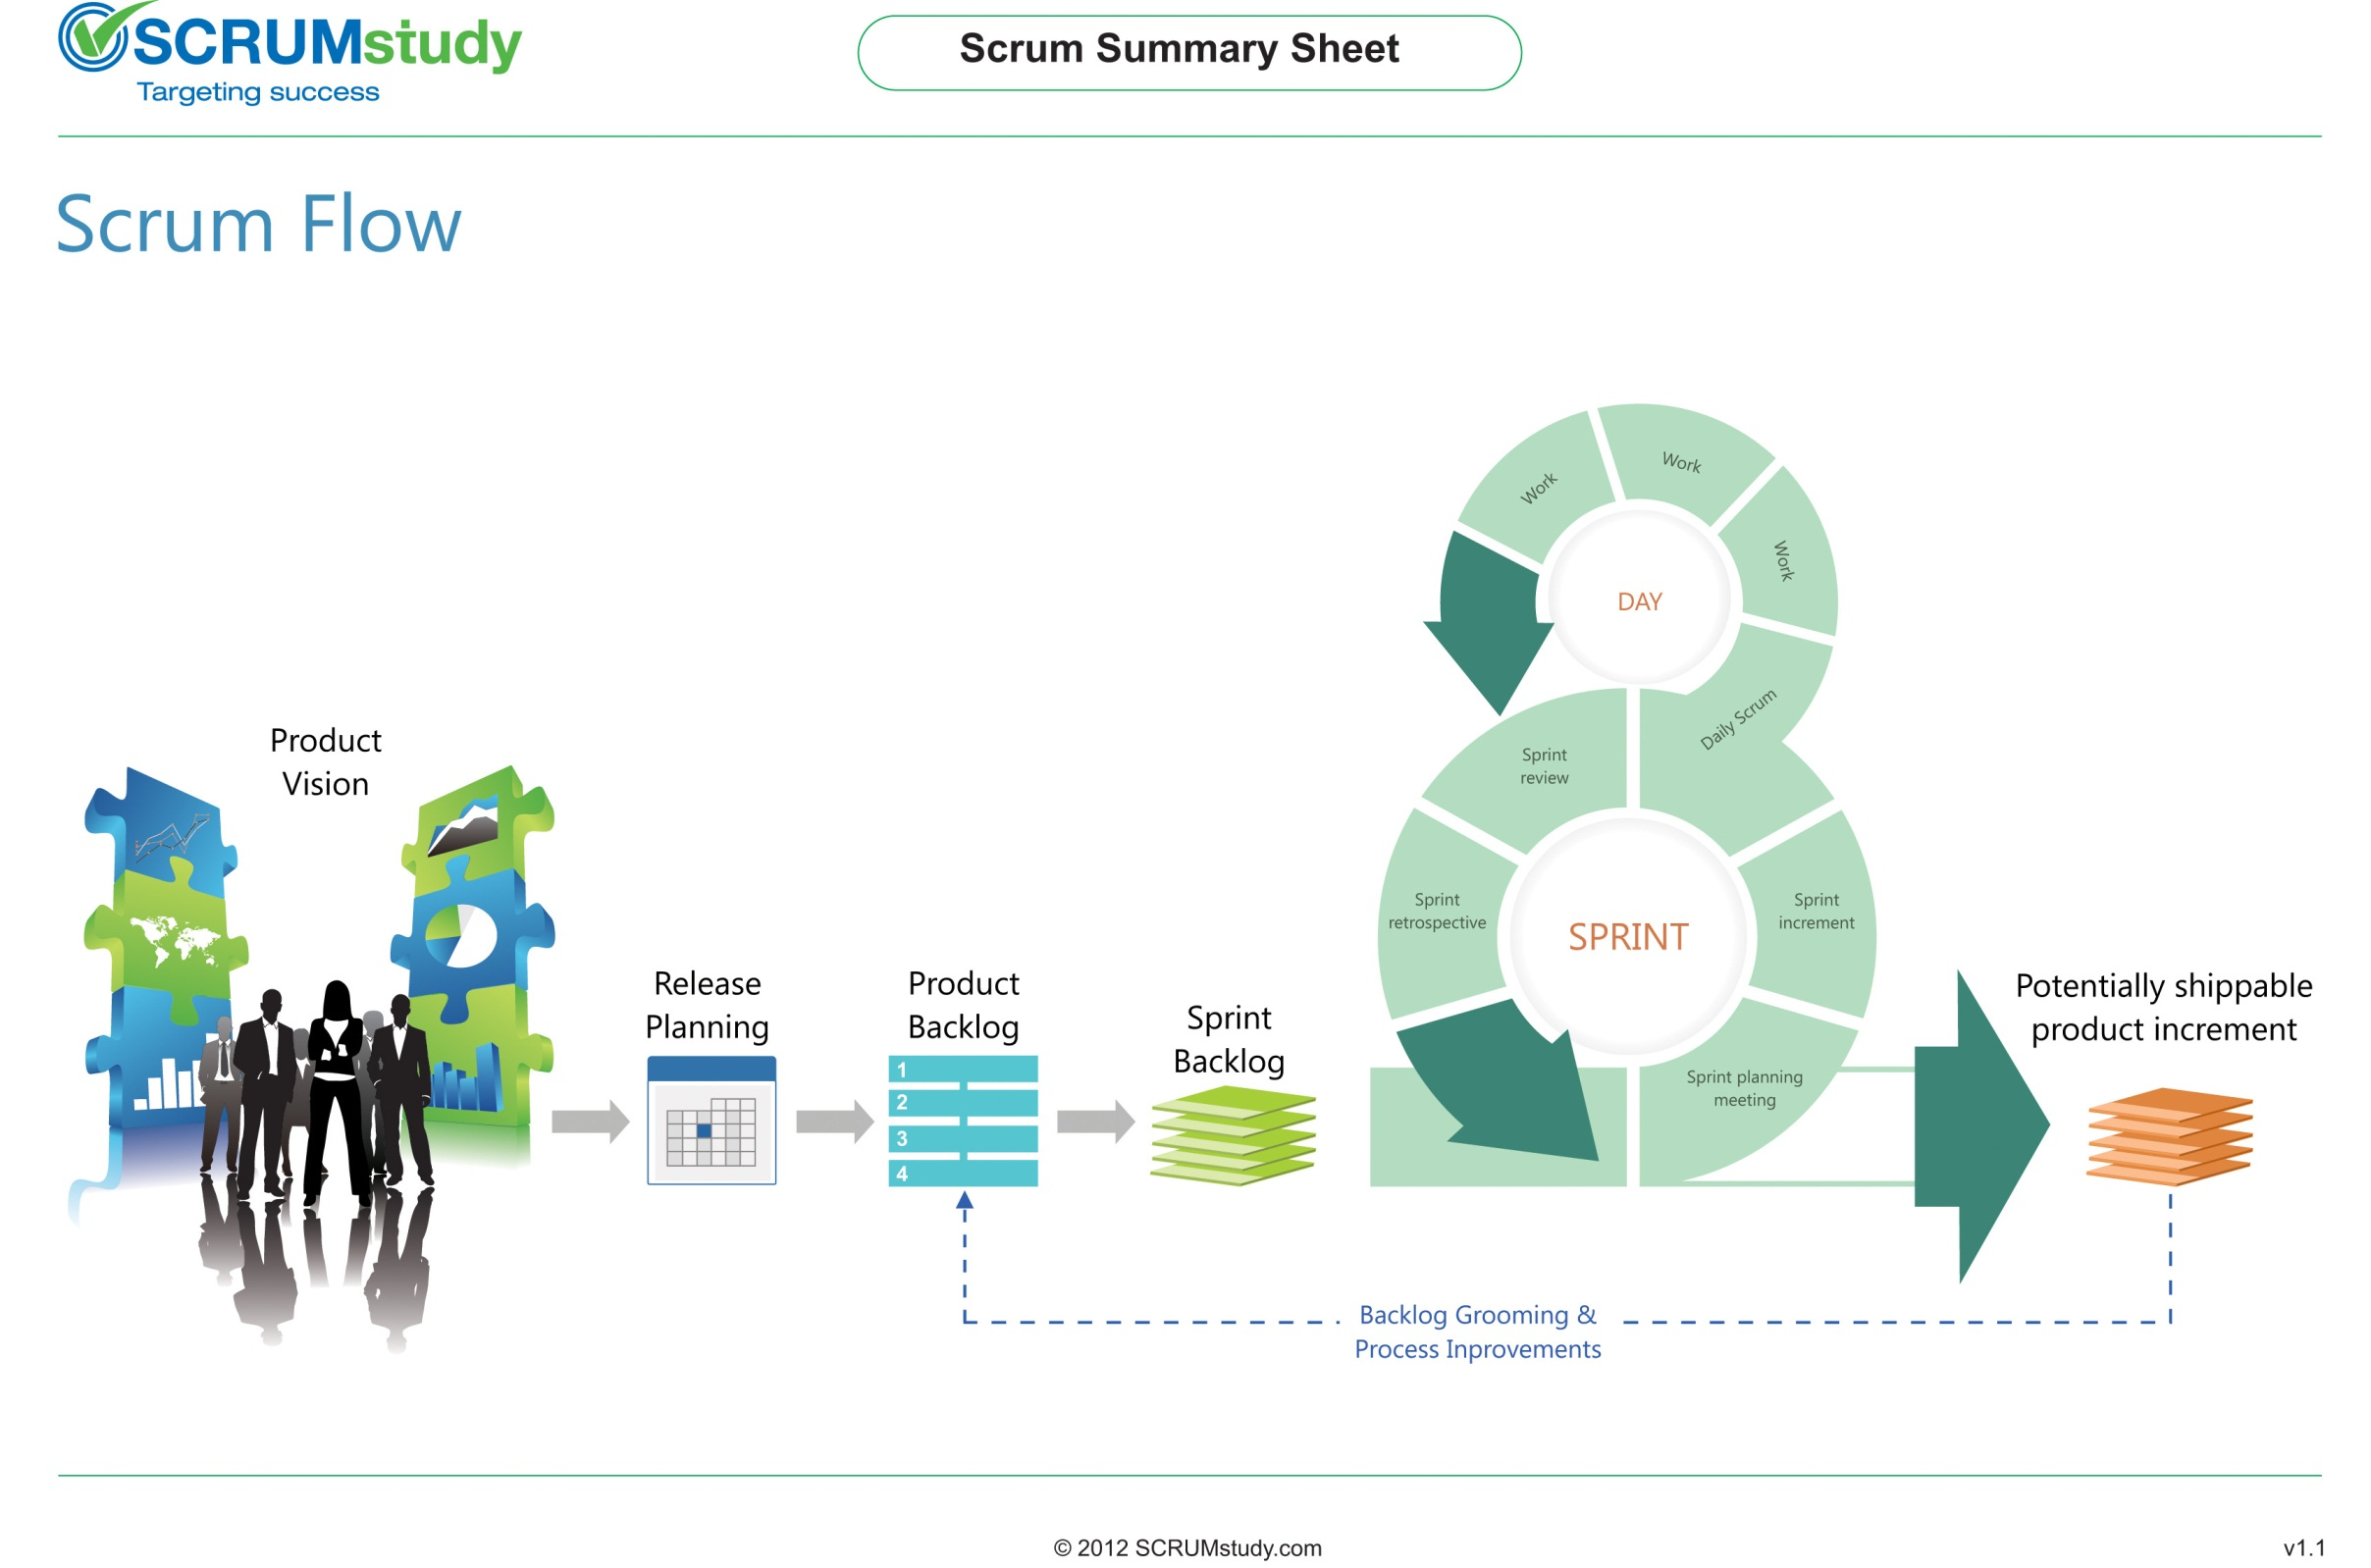 SCRUMstudy
Targeting success
Scrum Summary Sheet
Scrum Flow
Product
Vision
Release
Planning
Product
Backlog
1
2
3
4
Sprint
Backlog
Work
Work
Work
DAY
Daily Scrum
Sprint
review
Sprint
retrospective
SPRINT
Sprint
increment
Sprint planning
meeting
Potentially shippable
product increment
Backlog Grooming &
Process Inprovements
© 2012 SCRUMstudy.com
v1.1